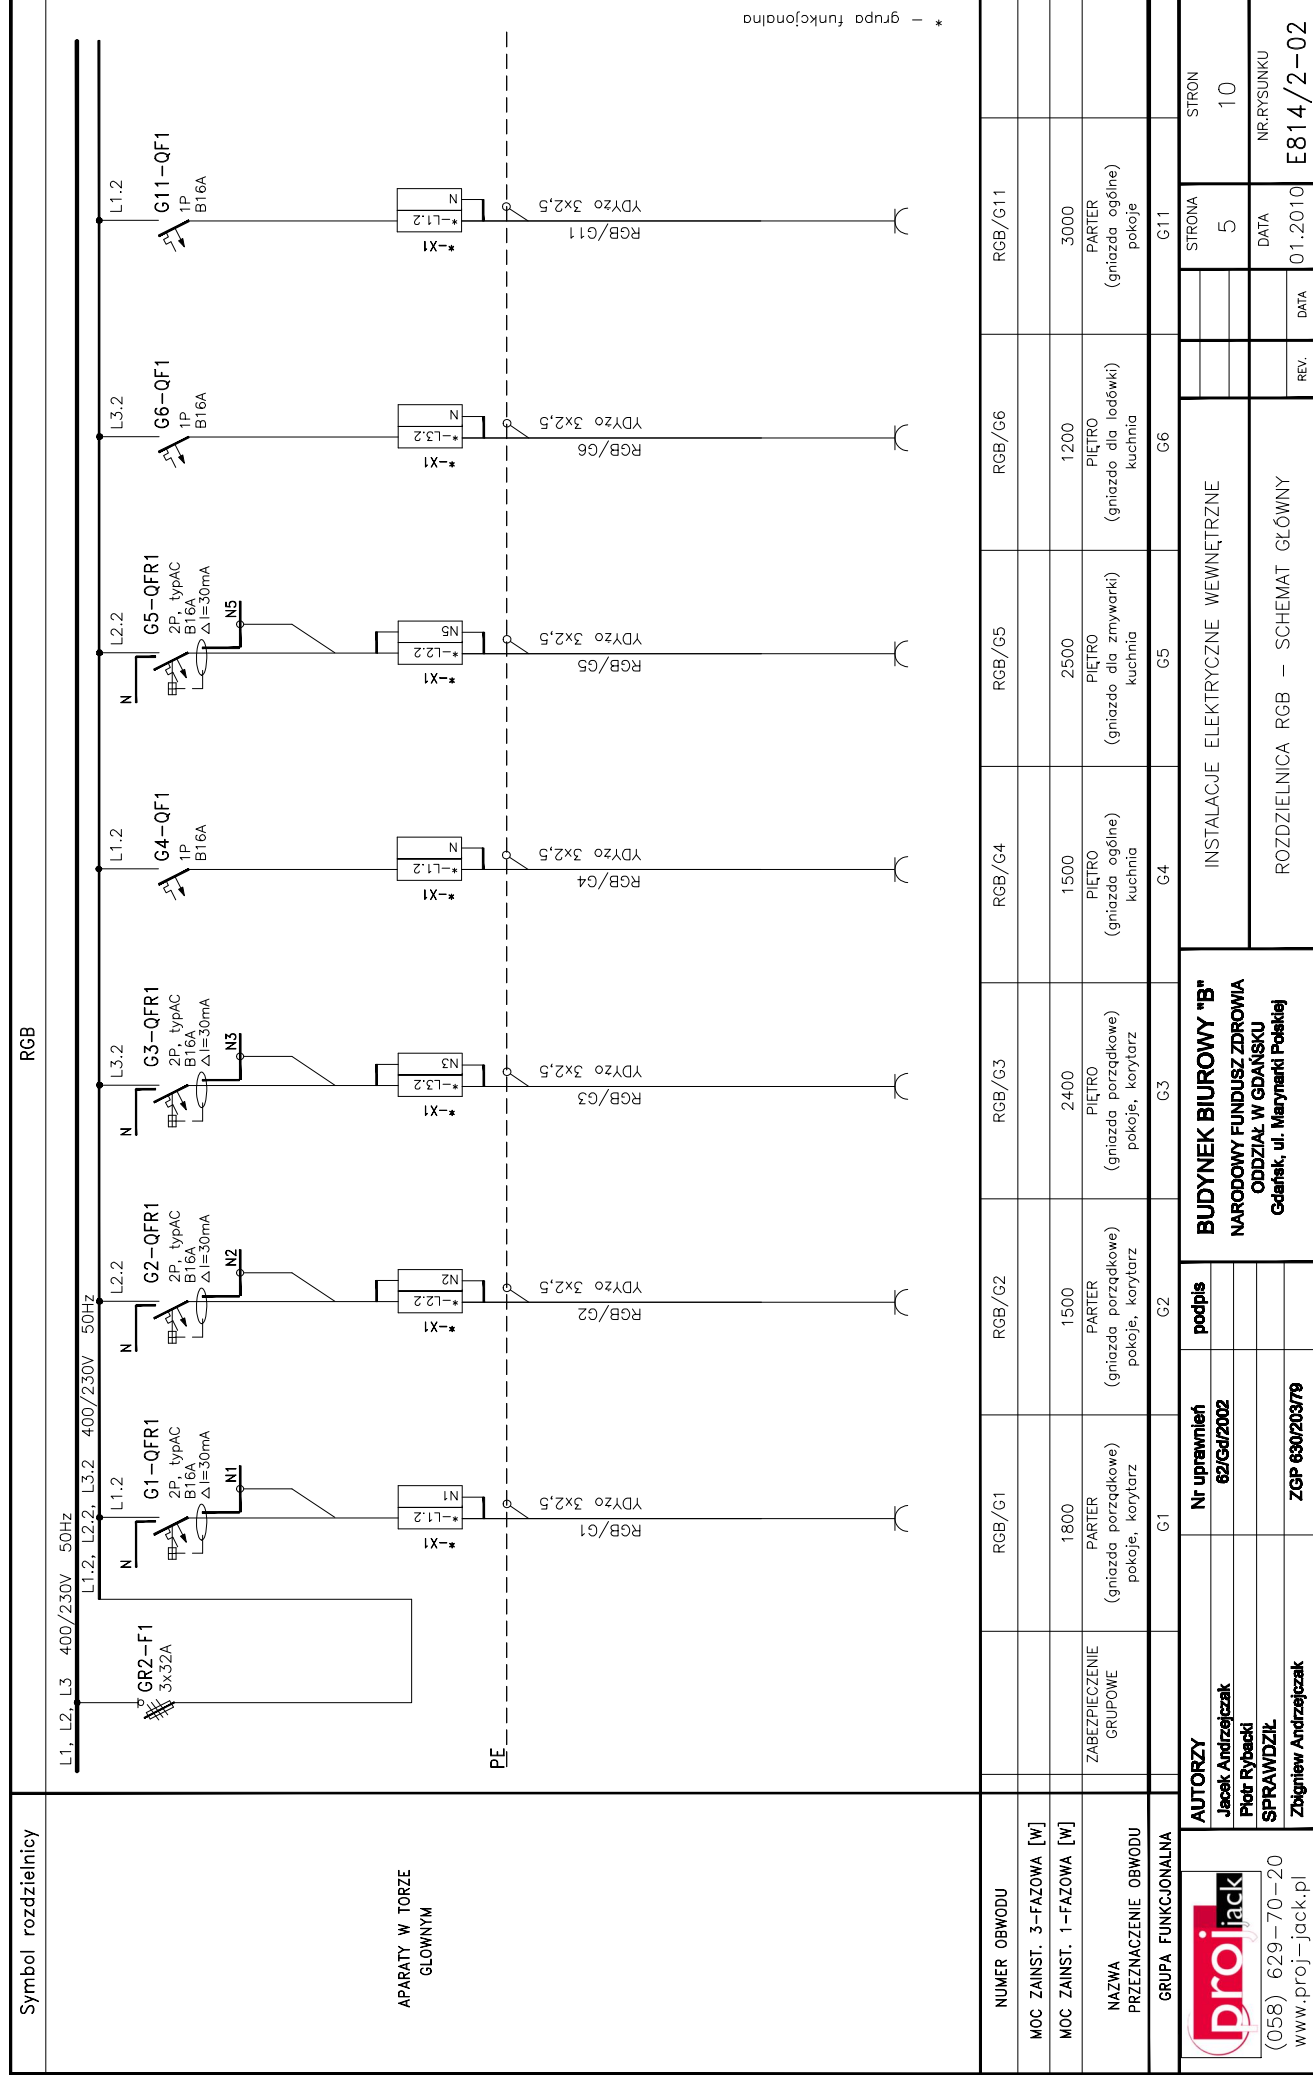 Symbol rozdzielnicy
RGB
L1, L2, L3 400/230V 50Hz
L1.2, L2.2, L3.2 400/230V 50Hz
GR2-F1
3x32A
L1.2
N
G1-QFR1
2P, typAC
B16A
△I=30mA
N1
L2.2
N
G2-QFR1
2P, typAC
B16A
△I=30mA
N2
L3.2
N
G3-QFR1
2P, typAC
B16A
△I=30mA
N3
L1.2
G4-QF1
1P
B16A
L2.2
N
G5-QFR1
2P, typAC
B16A
△I=30mA
N5
L3.2
G6-QF1
1P
B16A
L1.2
G11-QF1
1P
B16A
APARATY W TORZE
GLOWNYM
*-X1
*-L1.2
N1
*-X1
*-L2.2
N2
*-X1
*-L3.2
N3
*-X1
*-L1.2
N
*-X1
*-L2.2
N5
*-X1
*-L3.2
N
*-X1
*-L1.2
N
PE
RGB/G1
YDYżo 3x2,5
RGB/G2
YDYżo 3x2,5
RGB/G3
YDYżo 3x2,5
RGB/G4
YDYżo 3x2,5
RGB/G5
YDYżo 3x2,5
RGB/G6
YDYżo 3x2,5
RGB/G11
YDYżo 3x2,5
* - grupa funkcjonalna
NUMER OBWODU
RGB/G1
RGB/G2
RGB/G3
RGB/G4
RGB/G5
RGB/G6
RGB/G11
MOC ZAINST. 3-FAZOWA [W]
MOC ZAINST. 1-FAZOWA [W]
1800
1500
2400
1500
2500
1200
3000
NAZWA
PRZEZNACZENIE OBWODU
ZABEZPIECZENIE
GRUPOWE
PARTER
(gniazda porządkowe)
pokoje, korytarz
PARTER
(gniazda porządkowe)
pokoje, korytarz
PIĘTRO
(gniazda porządkowe)
pokoje, korytarz
PIĘTRO
(gniazda ogólne)
kuchnia
PIĘTRO
(gniazdo dla zmywarki)
kuchnia
PIĘTRO
(gniazdo dla lodówki)
kuchnia
PARTER
(gniazda ogólne)
pokoje
GRUPA FUNKCJONALNA
G1
G2
G3
G4
G5
G6
G11
proj jack
(058) 629-70-20
www.proj-jack.pl
AUTORZY
Nr uprawnień
podpis
Jacek Andrzejczak
62/Gd/2002
Piotr Rybacki
SPRAWDZIŁ
Zbigniew Andrzejczak
ZGP 630/203/79
BUDYNEK BIUROWY "B"
NARODOWY FUNDUSZ ZDROWIA
ODDZIAŁ W GDAŃSKU
Gdańsk, ul. Marynarki Polskiej
INSTALACJE ELEKTRYCZNE WEWNĘTRZNE
ROZDZIELNICA RGB - SCHEMAT GŁÓWNY
REV.
DATA
STRONA
5
STRON
10
DATA
01.2010
NR.RYSUNKU
E814/2-02